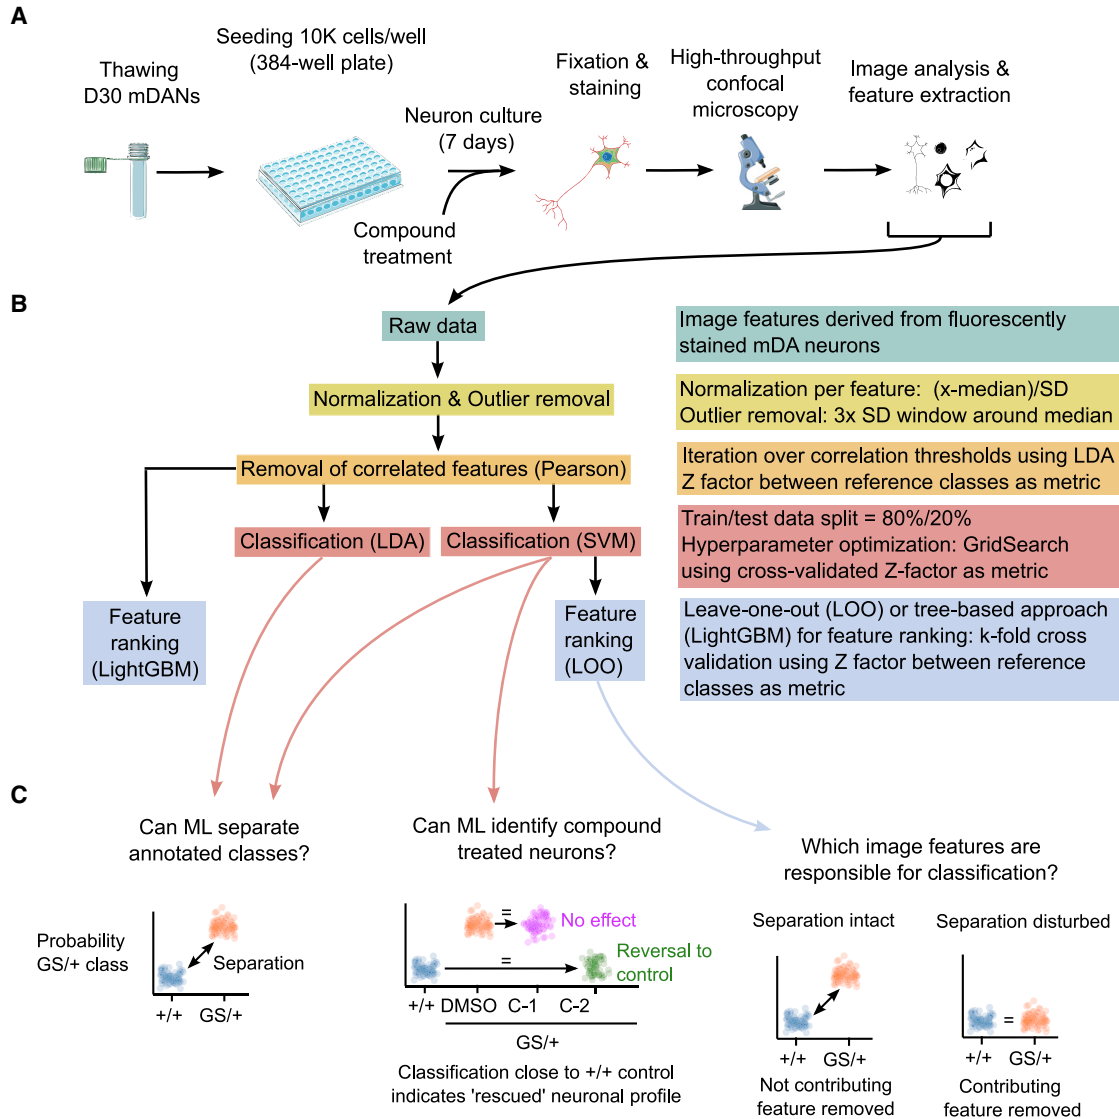 A
Thawing
D30 mDANs
Seeding 10K cells/well
(384-well plate)
Neuron culture
(7 days)
Compound
treatment
Fixation &
staining
High-throughput
confocal
microscopy
Image analysis &
feature extraction
B
Raw data
Normalization & Outlier removal
Removal of correlated features (Pearson)
Classification (LDA)
Classification (SVM)
Feature
ranking
(LightGBM)
Feature
ranking
(LOO)
Image features derived from fluorescently
stained mDA neurons
Normalization per feature: (x-median)/SD
Outlier removal: 3x SD window around median
Iteration over correlation thresholds using LDA
Z factor between reference classes as metric
Train/test data split = 80%/20%
Hyperparameter optimization: GridSearch
using cross-validated Z-factor as metric
Leave-one-out (LOO) or tree-based approach
(LightGBM) for feature ranking: k-fold cross
validation using Z factor between reference
classes as metric
C
Can ML separate
annotated classes?
Probability
GS/+ class
Separation
+/+ GS/+
Can ML identify compound
treated neurons?
=
No effect
=
Reversal to
control
+/+ DMSO C-1 C-2
GS/+
Classification close to +/+ control
indicates 'rescued' neuronal profile
Which image features are
responsible for classification?
Separation intact
+/+ GS/+
Not contributing
feature removed
Separation disturbed
=
+/+ GS/+
Contributing
feature removed